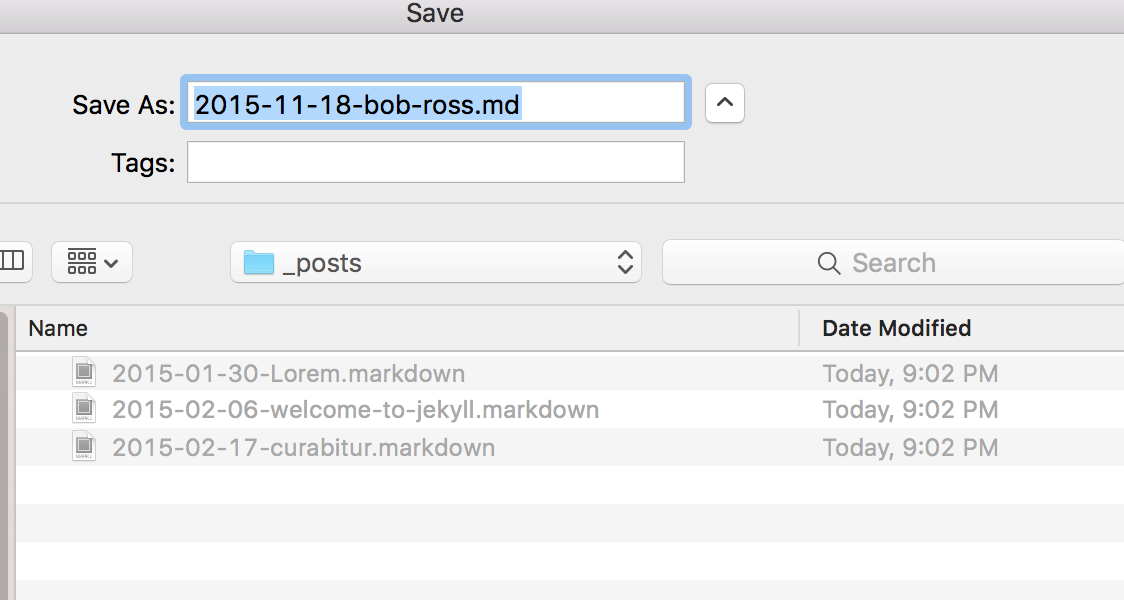 Save
Save As: 2015-11-18-bob-ross.md
Tags:
_posts Search
Name Date Modified
2015-01-30-Lorem.markdown Today, 9:02 PM
2015-02-06-welcome-to-jekyll.markdown Today, 9:02 PM
2015-02-17-curabitur.markdown Today, 9:02 PM